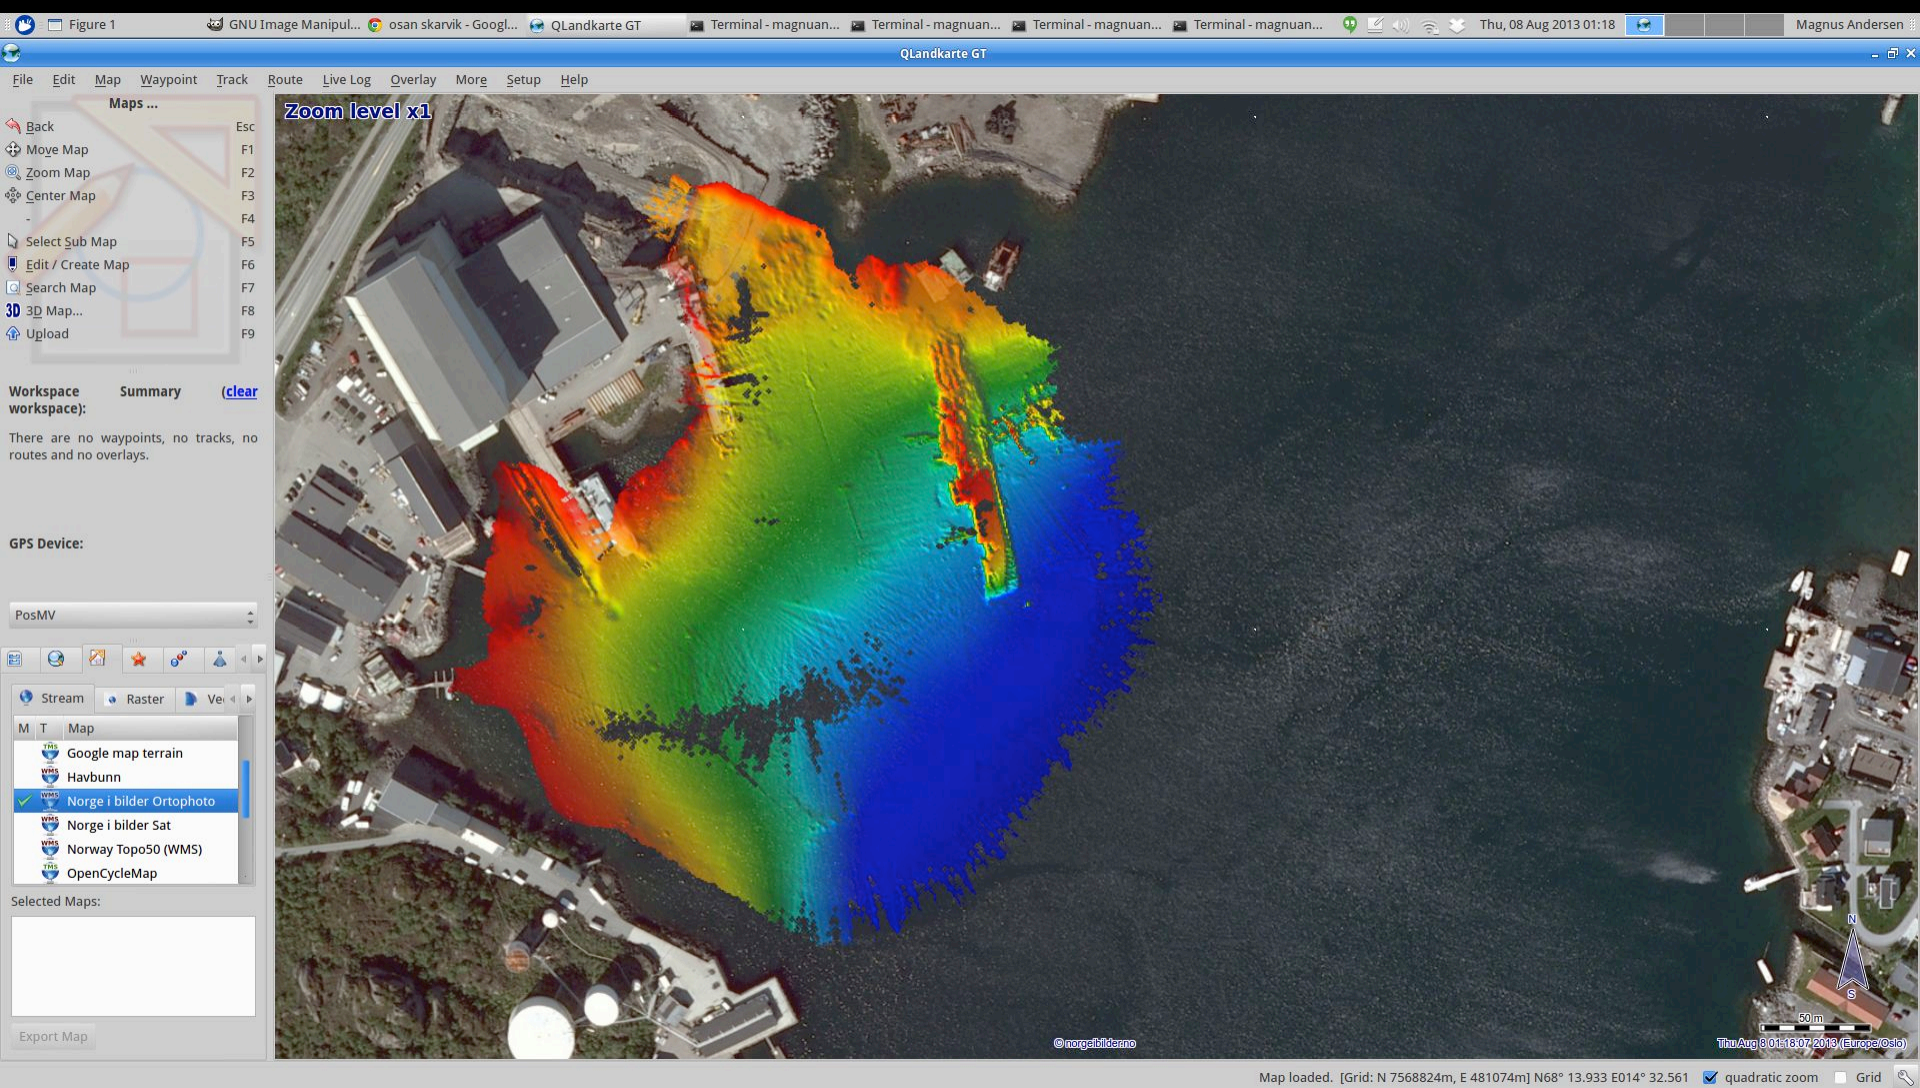 Figure 1
GNU Image Manipul...
osan skarvik - Googl...
QLandkarte GT
Terminal - magnuan...
Terminal - magnuan...
Terminal - magnuan...
Terminal - magnuan...
Thu, 08 Aug 2013 01:18
Magnus Andersen
QLandkarte GT
File Edit Map Waypoint Track Route Live Log Overlay More Setup Help
Maps ...
Back Esc
Move Map F1
Zoom Map F2
Center Map F3
- F4
Select Sub Map F5
Edit / Create Map F6
Search Map F7
3D 3D Map... F8
Upload F9
Workspace Summary (clear
workspace):
There are no waypoints, no tracks, no
routes and no overlays.
GPS Device:
PosMV
Stream Raster Ve
M T Map
TMS Google map terrain
WMS Havbunn
WMS Norge i bilder Ortophoto
WMS Norge i bilder Sat
WMS Norway Topo50 (WMS)
TMS OpenCycleMap
Selected Maps:
Export Map
Zoom level x1
N
S
50 m
© norgeibilder.no
Thu Aug 8 01:18:07 2013 (Europe/Oslo)
Map loaded. [Grid: N 7568824m, E 481074m] N68° 13.933 E014° 32.561 quadratic zoom Grid